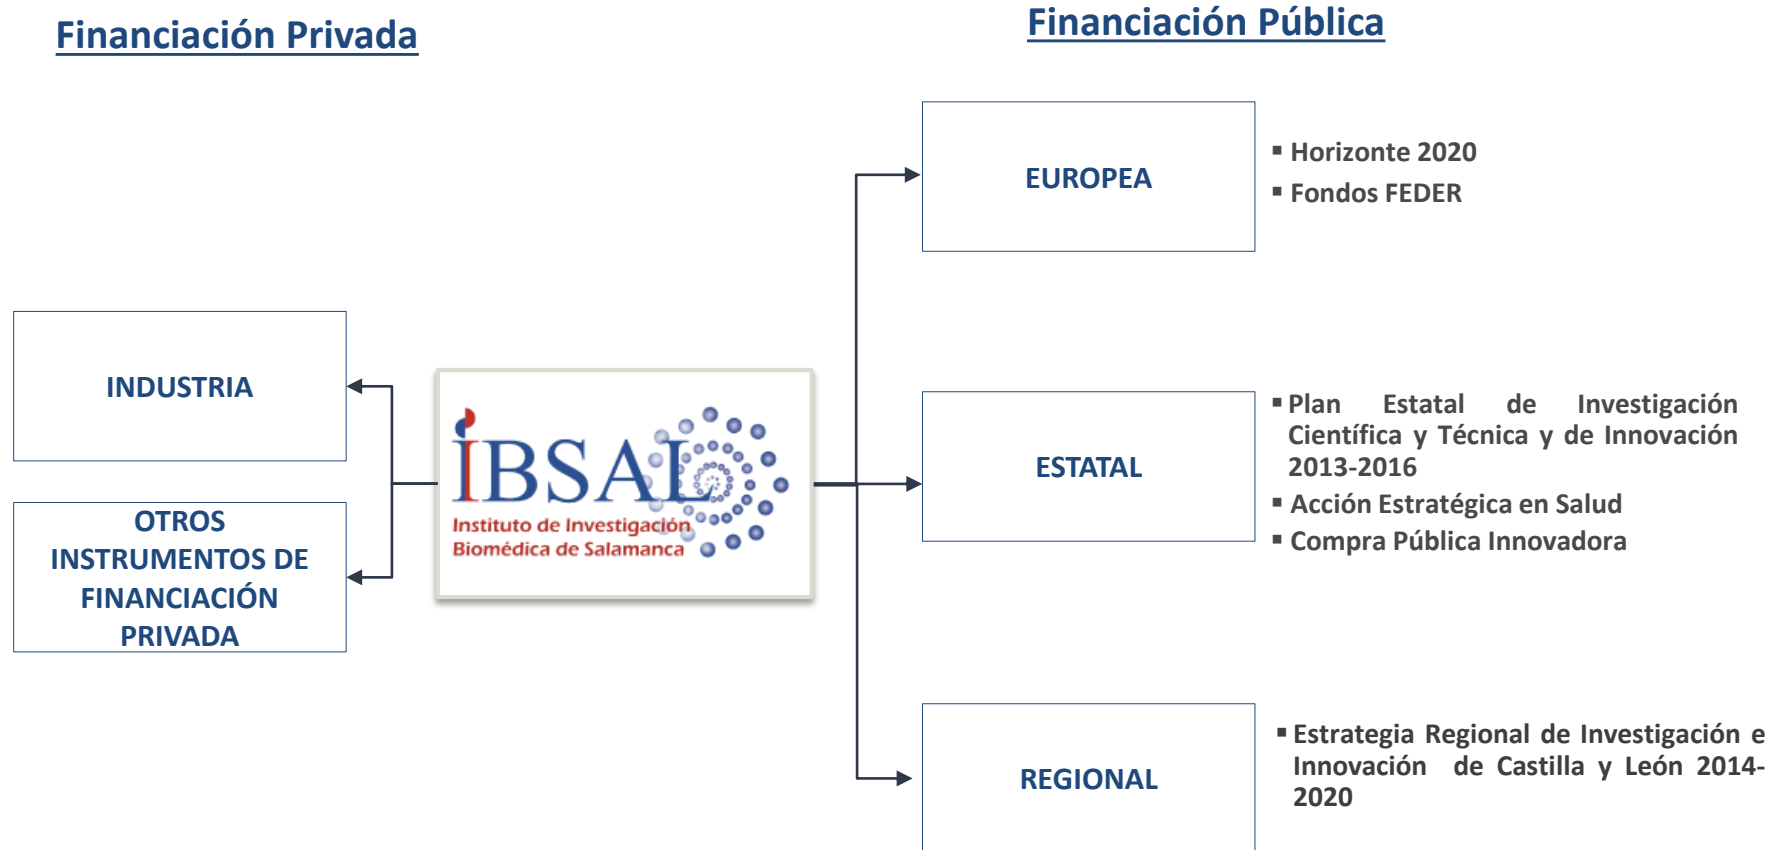 Financiación Privada
Financiación Pública
EUROPEA
▪ Horizonte 2020
▪ Fondos FEDER
INDUSTRIA
OTROS
INSTRUMENTOS DE
FINANCIACIÓN
PRIVADA
IBSAL
Instituto de Investigación
Biomédica de Salamanca
ESTATAL
▪ Plan Estatal de Investigación
Científica y Técnica y de Innovación
2013-2016
▪ Acción Estratégica en Salud
▪ Compra Pública Innovadora
REGIONAL
▪ Estrategia Regional de Investigación e
Innovación de Castilla y León 2014-
2020